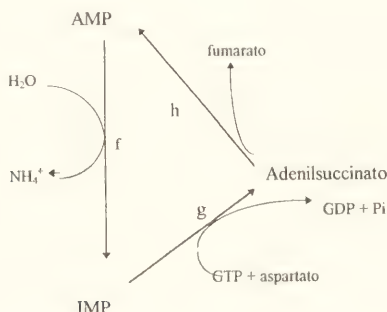 AMP
fumarato
H₂O
h
f
NH₄⁺
Adenilsuccinato
g
GDP + Pi
GTP + aspartato
IMP